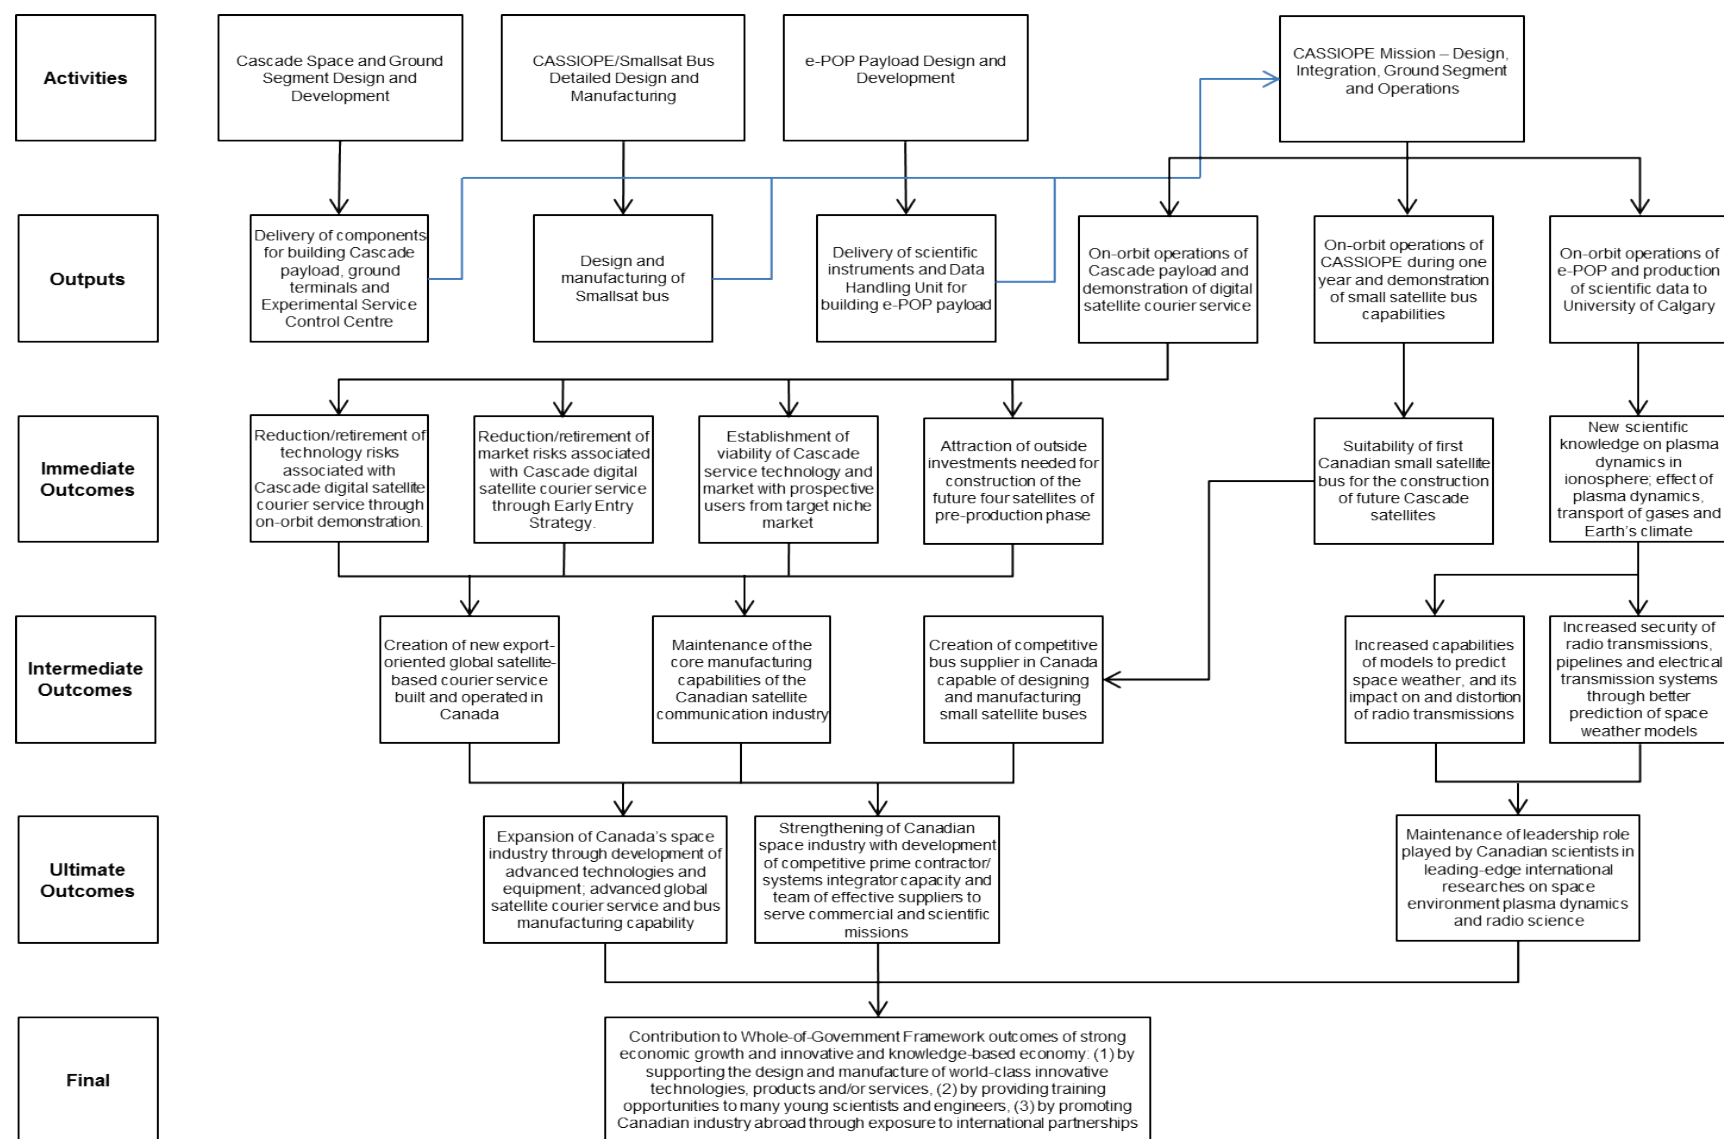 Activities
Cascade Space and Ground
Segment Design and
Development
CASSIOPE/Smallsat Bus
Detailed Design and
Manufacturing
e-POP Payload Design and
Development
CASSIOPE Mission – Design,
Integration, Ground Segment
and Operations
Outputs
Delivery of components
for building Cascade
payload, ground
terminals and
Experimental Service
Control Centre
Design and
manufacturing of
Smallsat bus
Delivery of scientific
instruments and Data
Handling Unit for
building e-POP payload
On-orbit operations of
Cascade payload and
demonstration of digital
satellite courier service
On-orbit operations of
CASSIOPE during one
year and demonstration
of small satellite bus
capabilities
On-orbit operations of
e-POP and production
of scientific data to
University of Calgary
Immediate
Outcomes
Reduction/retirement of
technology risks
associated with
Cascade digital satellite
courier service through
on-orbit demonstration.
Reduction/retirement of
market risks associated
with Cascade digital
satellite courier service
through Early Entry
Strategy.
Establishment of
viability of Cascade
service technology and
market with prospective
users from target niche
market
Attraction of outside
investments needed for
construction of the
future four satellites of
pre-production phase
Suitability of first
Canadian small satellite
bus for the construction
of future Cascade
satellites
New scientific
knowledge on plasma
dynamics in
ionosphere; effect of
plasma dynamics,
transport of gases and
Earth's climate
Intermediate
Outcomes
Creation of new export-
oriented global satellite-
based courier service
built and operated in
Canada
Maintenance of the
core manufacturing
capabilities of the
Canadian satellite
communication industry
Creation of competitive
bus supplier in Canada
capable of designing
and manufacturing
small satellite buses
Increased capabilities
of models to predict
space weather, and its
impact on and distortion
of radio transmissions
Increased security of
radio transmissions,
pipelines and electrical
transmission systems
through better
prediction of space
weather models
Ultimate
Outcomes
Expansion of Canada's space
industry through development of
advanced technologies and
equipment; advanced global
satellite courier service and bus
manufacturing capability
Strengthening of Canadian
space industry with development
of competitive prime contractor/
systems integrator capacity and
team of effective suppliers to
serve commercial and scientific
missions
Maintenance of leadership role
played by Canadian scientists in
leading-edge international
researches on space
environment plasma dynamics
and radio science
Final
Contribution to Whole-of-Government Framework outcomes of strong
economic growth and innovative and knowledge-based economy: (1) by
supporting the design and manufacture of world-class innovative
technologies, products and/or services, (2) by providing training
opportunities to many young scientists and engineers, (3) by promoting
Canadian industry abroad through exposure to international partnerships